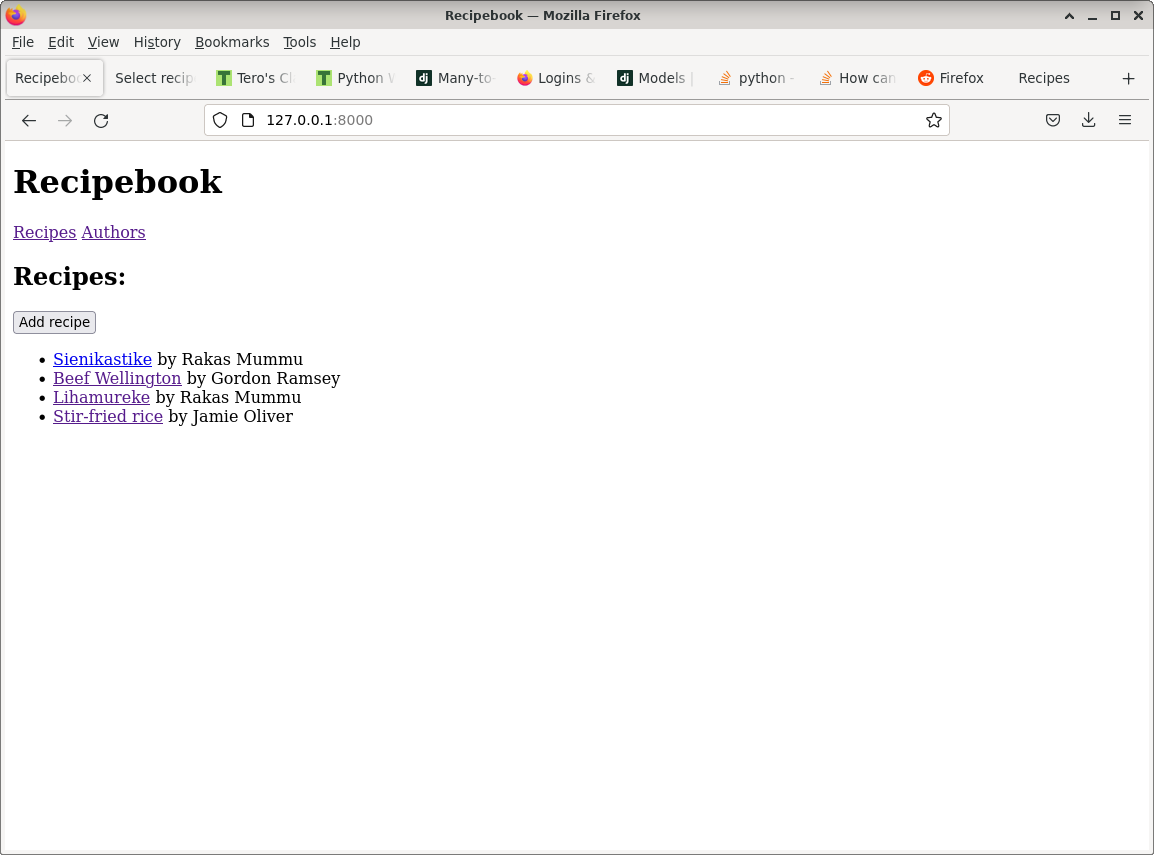 Recipebook — Mozilla Firefox
File Edit View History Bookmarks Tools Help
Recipeboo Select recip Tero's Cl Python W Many-to- Logins & Models | python - How can Firefox Recipes
127.0.0.1:8000
Recipebook
Recipes Authors
Recipes:
Add recipe
Sienikastike by Rakas Mummu
Beef Wellington by Gordon Ramsey
Lihamureke by Rakas Mummu
Stir-fried rice by Jamie Oliver